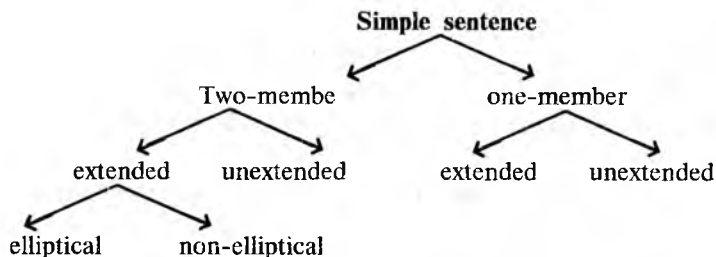 Simple sentence
Two-membe one-member
extended unextended extended unextended
elliptical non-elliptical